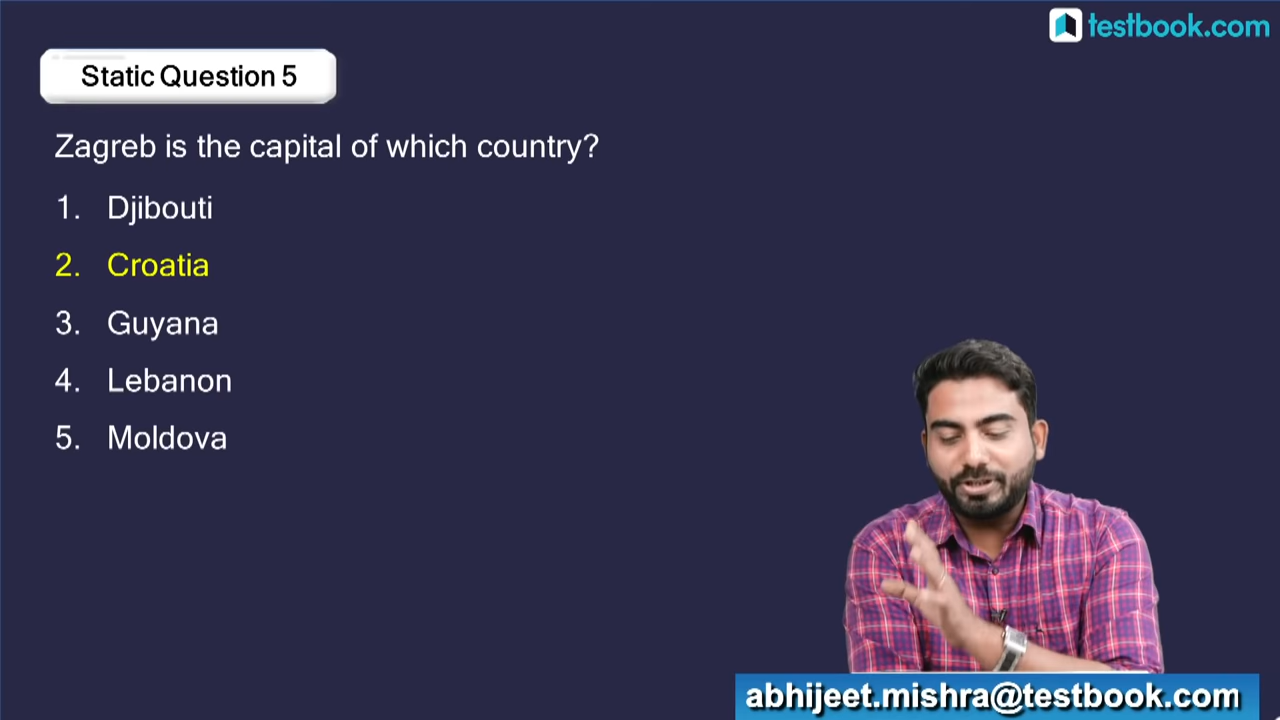 testbook.com
Static Question 5
Zagreb is the capital of which country?
1. Djibouti
2. Croatia
3. Guyana
4. Lebanon
5. Moldova
abhijeet.mishra@testbook.com